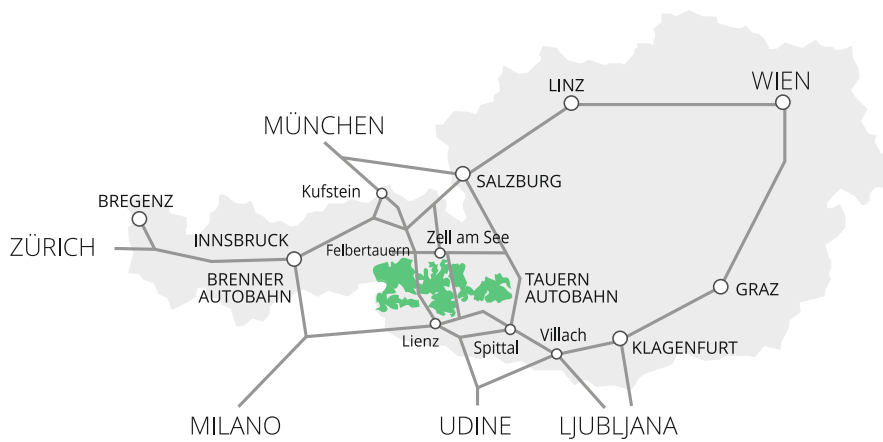 WIEN
LINZ
MÜNCHEN
SALZBURG
Kufstein
BREGENZ
ZÜRICH
INNSBRUCK
Felbertauern
Zell am See
BRENNER
AUTOBAHN
TAUERN
AUTOBAHN
GRAZ
Lienz
Spittal
Villach
KLAGENFURT
MILANO
UDINE
LJUBLJANA